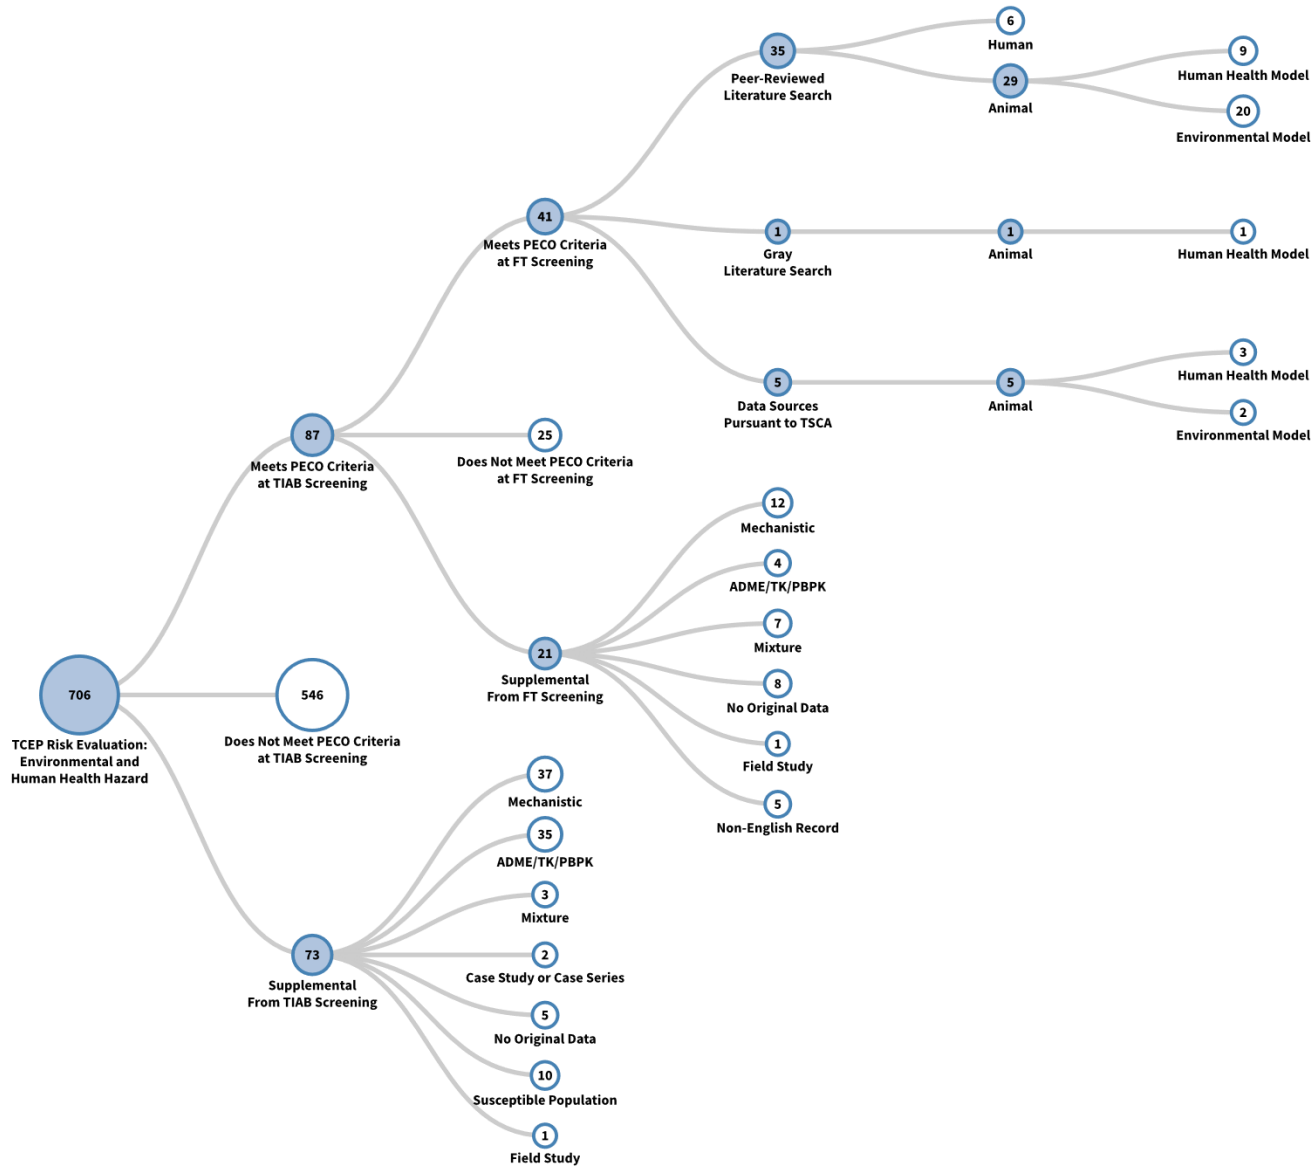 6
Human
35
Peer-Reviewed
Literature Search
9
Human Health Model
29
Animal
20
Environmental Model
41
Meets PECO Criteria
at FT Screening
1
Gray
Literature Search
1
Animal
1
Human Health Model
5
Data Sources
Pursuant to TSCA
5
Animal
3
Human Health Model
2
Environmental Model
87
Meets PECO Criteria
at TIAB Screening
25
Does Not Meet PECO Criteria
at FT Screening
12
Mechanistic
4
ADME/TK/PBPK
7
Mixture
21
Supplemental
From FT Screening
8
No Original Data
1
Field Study
5
Non-English Record
706
TCEP Risk Evaluation:
Environmental and
Human Health Hazard
546
Does Not Meet PECO Criteria
at TIAB Screening
37
Mechanistic
35
ADME/TK/PBPK
3
Mixture
73
Supplemental
From TIAB Screening
2
Case Study or Case Series
5
No Original Data
10
Susceptible Population
1
Field Study